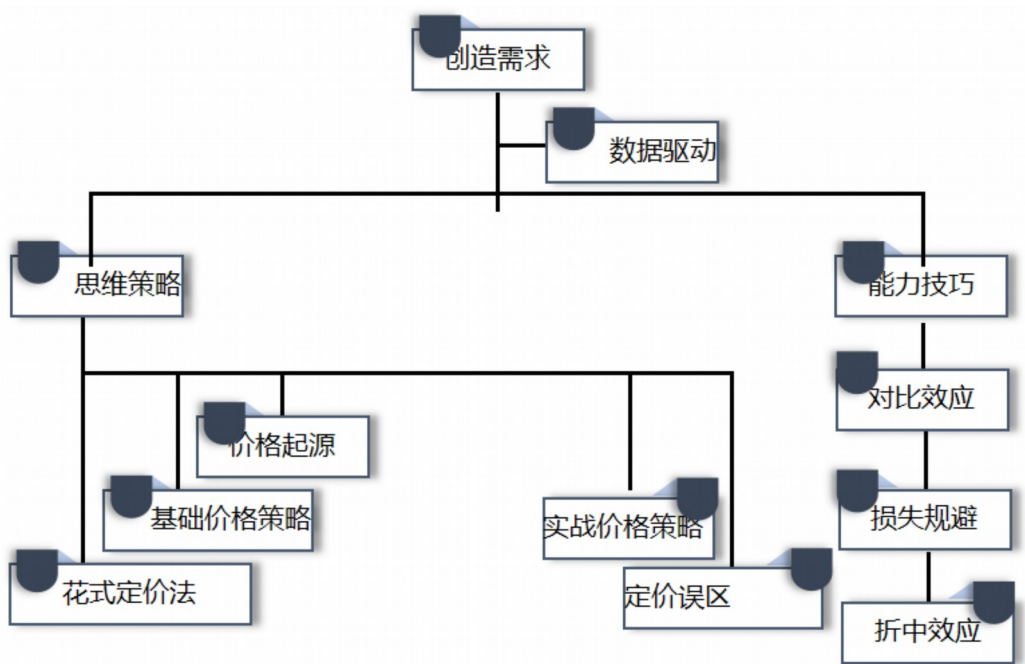 创造需求
数据驱动
思维策略
能力技巧
对比效应
价格起源
基础价格策略
实战价格策略
损失规避
花式定价法
定价误区
折中效应